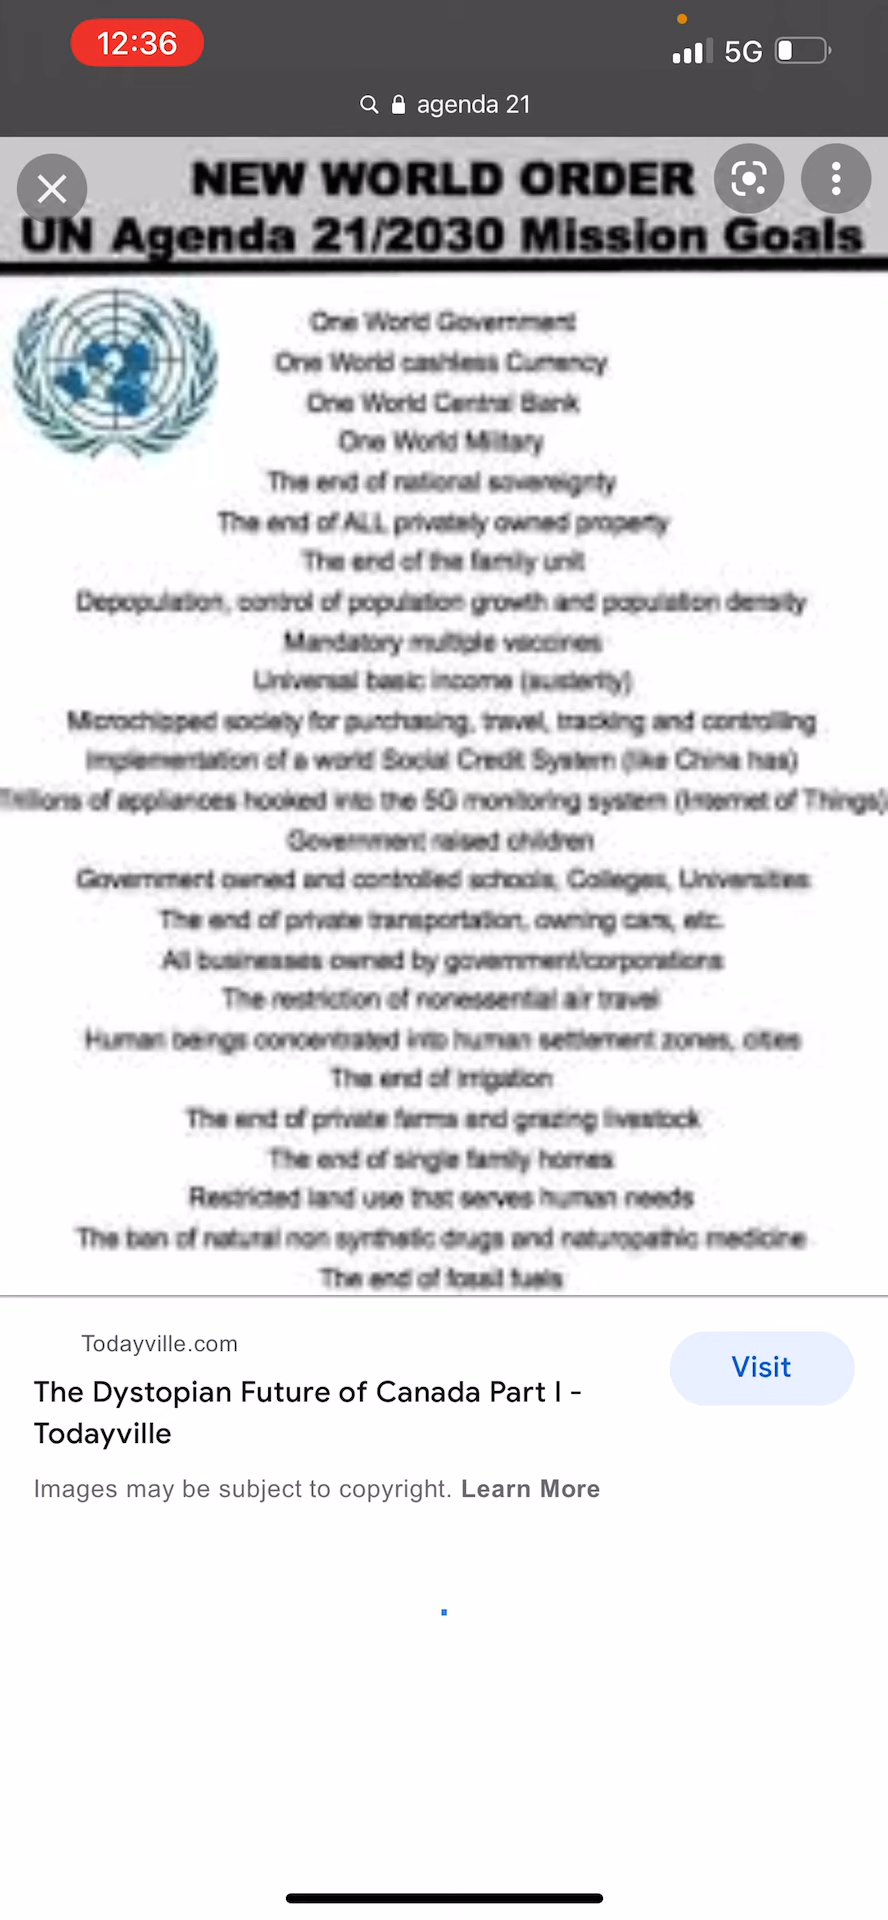 12:36
5G
agenda 21
NEW WORLD ORDER
UN Agenda 21/2030 Mission Goals
One World Government
One World cashless Currency
One World Central Bank
One World Military
The end of national sovereignty
The end of ALL privately owned property
The end of the family unit
Depopulation, control of population growth and population density
Mandatory multiple vaccines
Universal basic income (austerity)
Microchipped society for purchasing, travel, tracking and controlling
Implementation of a world Social Credit System (like China has)
Trillions of appliances hooked into the 5G monitoring system (Internet of Things)
Government raised children
Government owned and controlled schools, Colleges, Universities
The end of private transportation, owning cars, etc.
All businesses owned by government/corporations
The restriction of nonessential air travel
Human beings concentrated into human settlement zones, cities
The end of irrigation
The end of private farms and grazing livestock
The end of single family homes
Restricted land use that serves human needs
The ban of natural non synthetic drugs and naturopathic medicine
The end of fossil fuels
Todayville.com
The Dystopian Future of Canada Part I -
Todayville
Visit
Images may be subject to copyright. Learn More